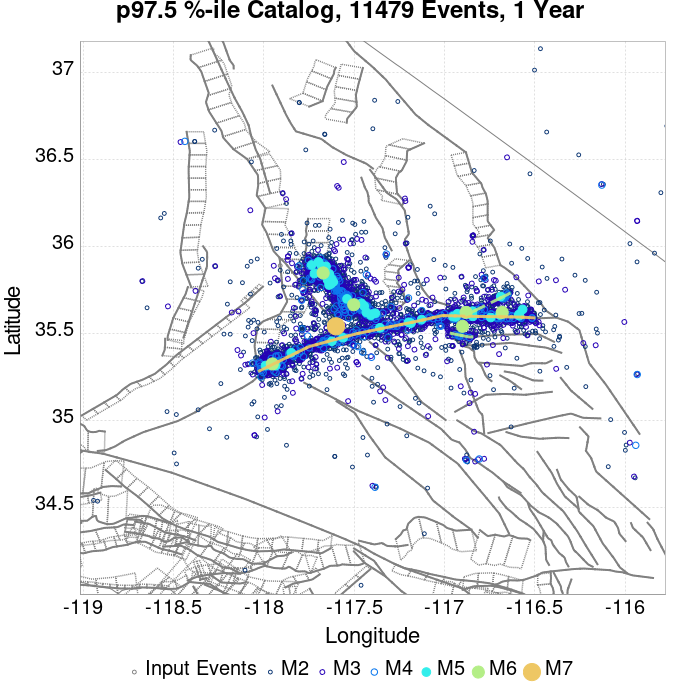 p97.5 %-ile Catalog, 11479 Events, 1 Year
37
36.5
36
35.5
35
34.5
Latitude
-119 -118.5 -118 -117.5 -117 -116.5 -116
Longitude
Input Events M2 M3 M4 M5 M6 M7